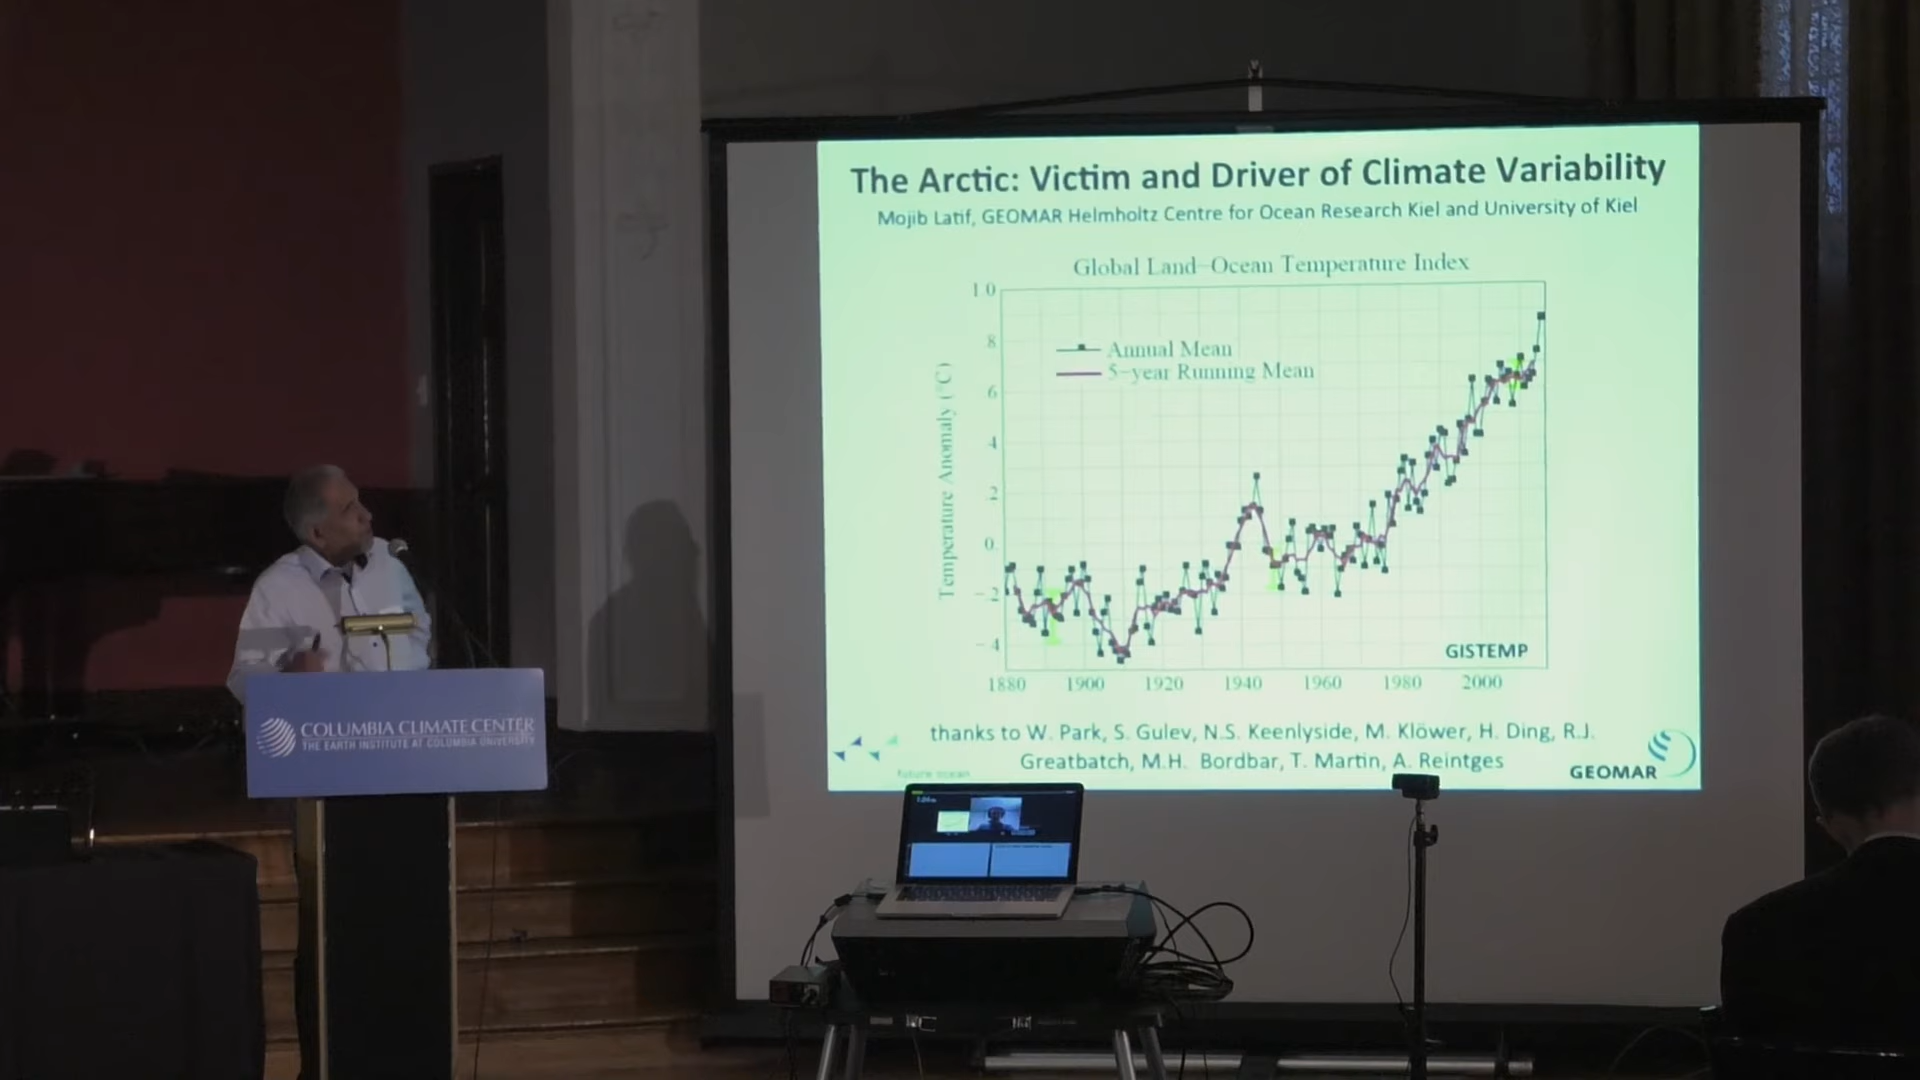 The Arctic: Victim and Driver of Climate Variability
Mojib Latif, GEOMAR Helmholtz Centre for Ocean Research Kiel and University of Kiel
Global Land-Ocean Temperature Index
1.0
.8
.6
.4
.2
0.
-.2
-.4
Temperature Anomaly (°C)
Annual Mean
5-year Running Mean
GISTEMP
1880 1900 1920 1940 1960 1980 2000
thanks to W. Park, S. Gulev, N.S. Keenlyside, M. Klöwer, H. Ding, R.J.
Greatbatch, M.H. Bordbar, T. Martin, A. Reintges
future ocean
GEOMAR
COLUMBIA CLIMATE CENTER
THE EARTH INSTITUTE AT COLUMBIA UNIVERSITY